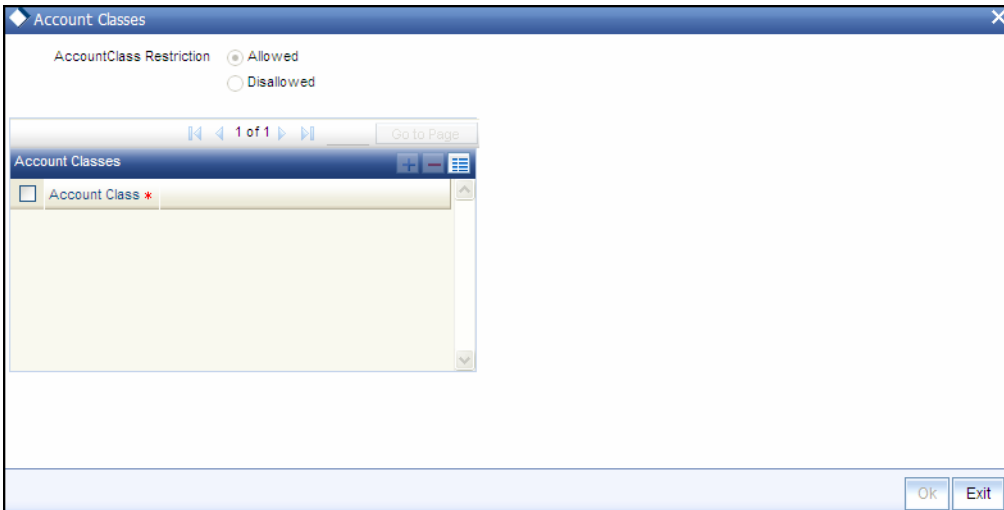 Account Classes
AccountClass Restriction Allowed
Disallowed
1 of 1 Go to Page
Account Classes
Account Class *
Ok Exit